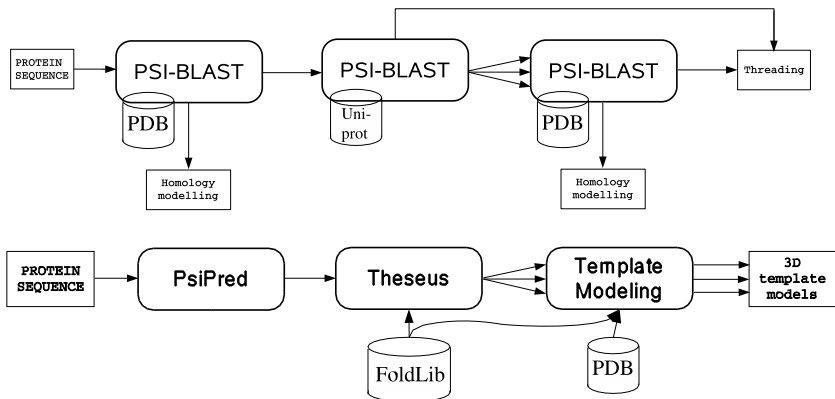 PROTEIN
SEQUENCE
PSI-BLAST
PDB
Homology
modelling
PSI-BLAST
Uni-
prot
PSI-BLAST
PDB
Homology
modelling
Threading
PROTEIN
SEQUENCE
PsiPred
Theseus
Template
Modeling
3D
template
models
FoldLib
PDB